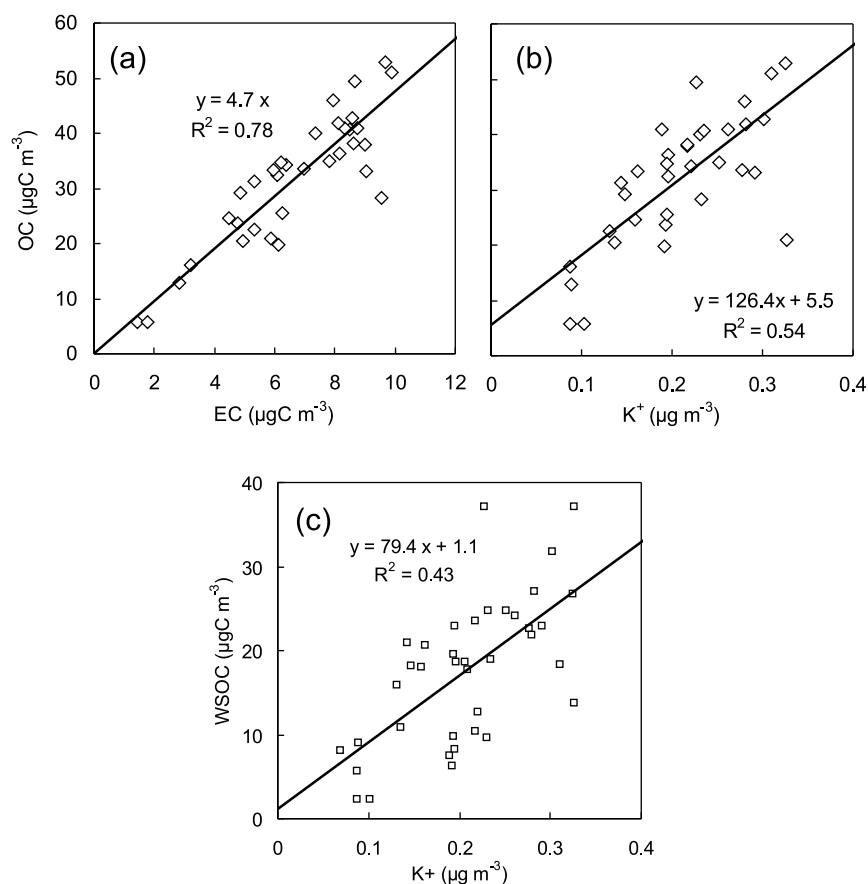 (a)
y = 4.7 x
R² = 0.78
OC (µgC m⁻³)
60
50
40
30
20
10
0
0 2 4 6 8 10 12
EC (µgC m⁻³)
(b)
y = 126.4x + 5.5
R² = 0.54
0 0.1 0.2 0.3 0.4
K⁺ (µg m⁻³)
(c)
y = 79.4 x + 1.1
R² = 0.43
WSOC (µgC m⁻³)
40
30
20
10
0
0 0.1 0.2 0.3 0.4
K+ (µg m⁻³)